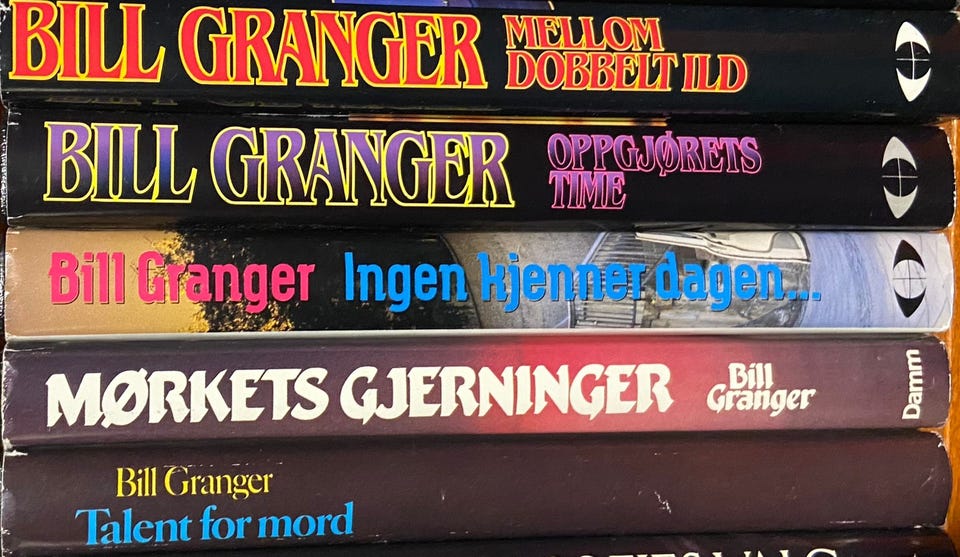 BILL GRANGER MELLOM
DOBBELT ILD
BILL GRANGER OPPGJØRETS
TIME
Bill Granger Ingen kjenner dagen...
MØRKETS GJERNINGER Bill
Granger
Damm
Bill Granger
Talent for mord